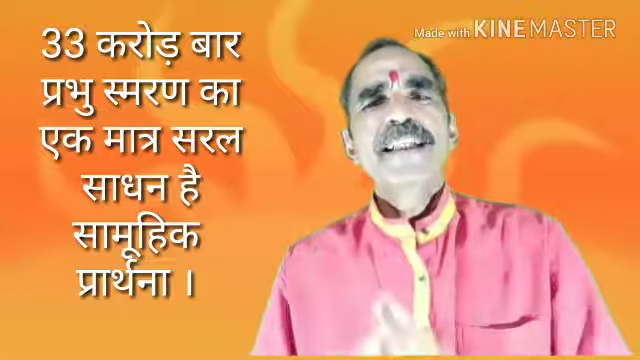 Made with KINEMASTER
33 करोड़ बार
प्रभु स्मरण का
एक मात्र सरल
साधन है
सामूहिक
प्रार्थना ।